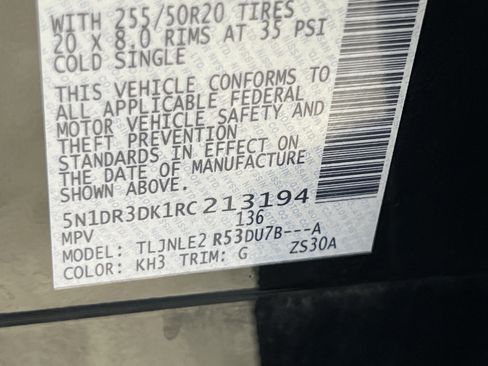 WITH 255/50R20 TIRES
20 X 8.0 RIMS AT 35 PSI
COLD SINGLE
THIS VEHICLE CONFORMS TO
ALL APPLICABLE FEDERAL
MOTOR VEHICLE SAFETY AND
THEFT PREVENTION
STANDARDS IN EFFECT ON
THE DATE OF MANUFACTURE
SHOWN ABOVE.
5N1DR3DK1RC213194
MPV 136
MODEL: TLJNLE2 R53DU7B---A
COLOR: KH3 TRIM: G ZS30A